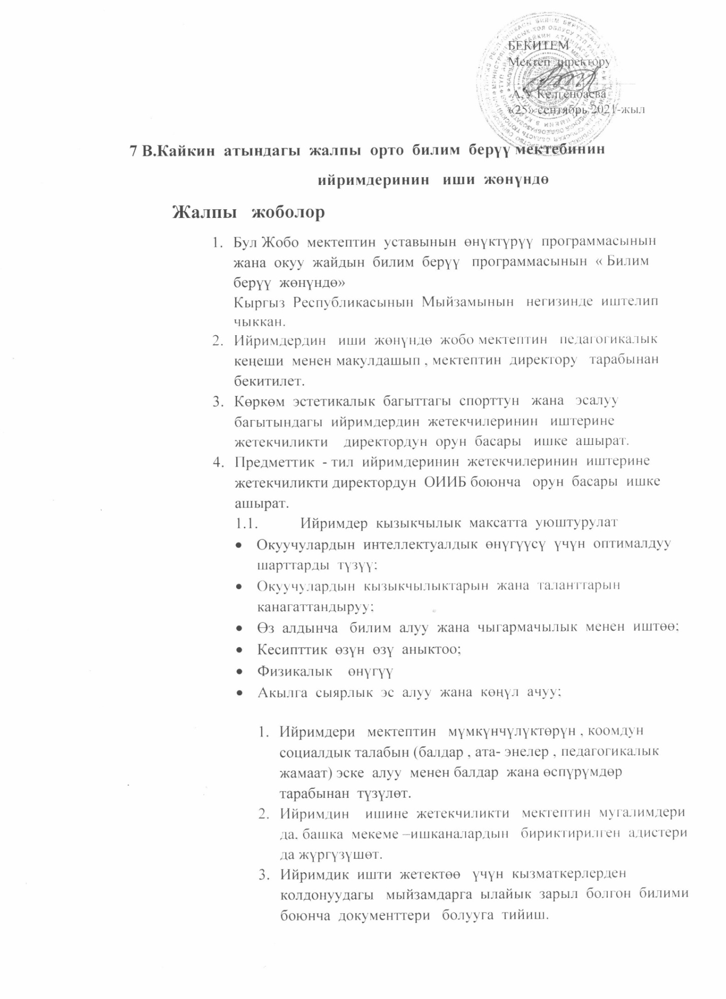 БЕКИТЕМ
Мектеп директору
«25» сентябрь 2021-жыл
7 В.Кайкин атындагы жалпы орто билим берүү мектебинин
ийримдеринин иши жөнүндө
Жалпы жоболор
1. Бул Жобо мектептин уставынын өнүктүрүү программасынын
жана окуу жайдын билим берүү программасынын « Билим
берүү жөнүндө»
Кыргыз Республикасынын Мыйзамынын негизинде иштелип
чыккан.
2. Ийримдердин иши жөнүндө жобо мектептин педагогикалык
кеңеши менен макулдашып , мектептин директору тарабынан
бекитилет.
3. Көркөм эстетикалык багыттагы спорттун жана эсалуу
багытындагы ийримдердин жетекчилеринин иштерине
жетекчиликти директордун орун басары ишке ашырат.
4. Предметтик - тил ийримдеринин жетекчилеринин иштерине
жетекчиликти директордун ОИИБ боюнча орун басары ишке
ашырат.
1.1. Ийримдер кызыкчылык максатта уюштурулат
• Окуучулардын интеллектуалдык өнүгүүсү үчүн оптималдуу
шарттарды түзүү;
• Окуучулардын кызыкчылыктарын жана таланттарын
канагаттандыруу;
• Өз алдынча билим алуу жана чыгармачылык менен иштөө;
• Кесипттик өзүн өзү аныктоо;
• Физикалык өнүгүү
• Акылга сыярлык эс алуу жана көңүл ачуу;
1. Ийримдери мектептин мүмкүнчүлүктөрүн , коомдун
социалдык талабын (балдар , ата- энелер , педагогикалык
жамаат) эске алуу менен балдар жана өспүрүмдөр
тарабынан түзүлөт.
2. Ийримдин ишине жетекчиликти мектептин мугалимдери
да. башка мекеме –ишканалардын бириктирилген адистери
да жүргүзүшөт.
3. Ийримдик ишти жетектөө үчүн кызматкерлерден
колдонуудагы мыйзамдарга ылайык зарыл болгон билими
боюнча документтери болууга тийиш.